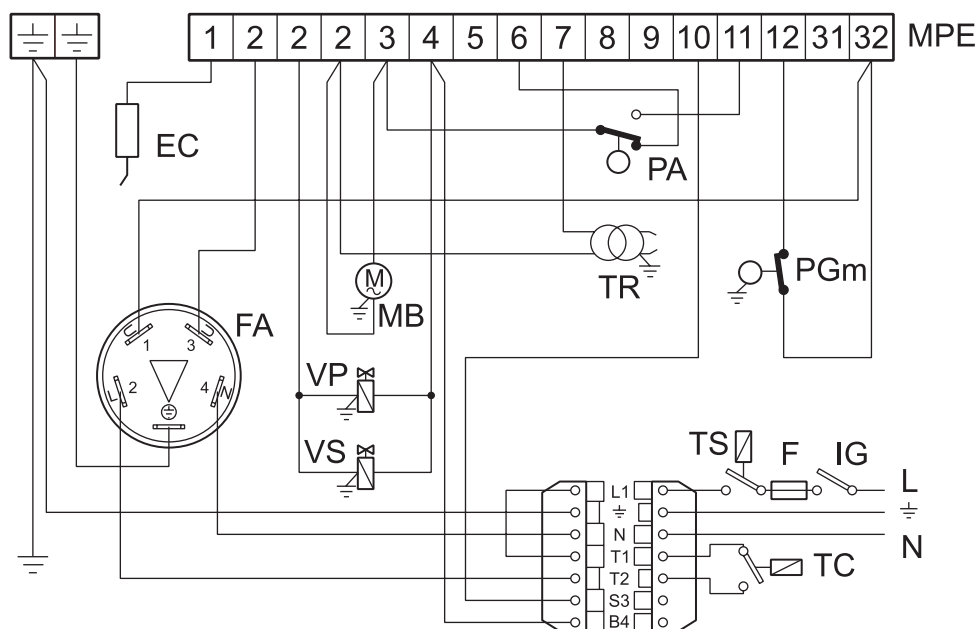 1 2 2 2 3 4 5 6 7 8 9 10 11 12 31 32 MPE
EC
PA
TR
PGm
MB
FA
1 3
2 4
L N
VP
VS
TS F IG
L
N
TC
L1
N
T1
T2
S3
B4
M